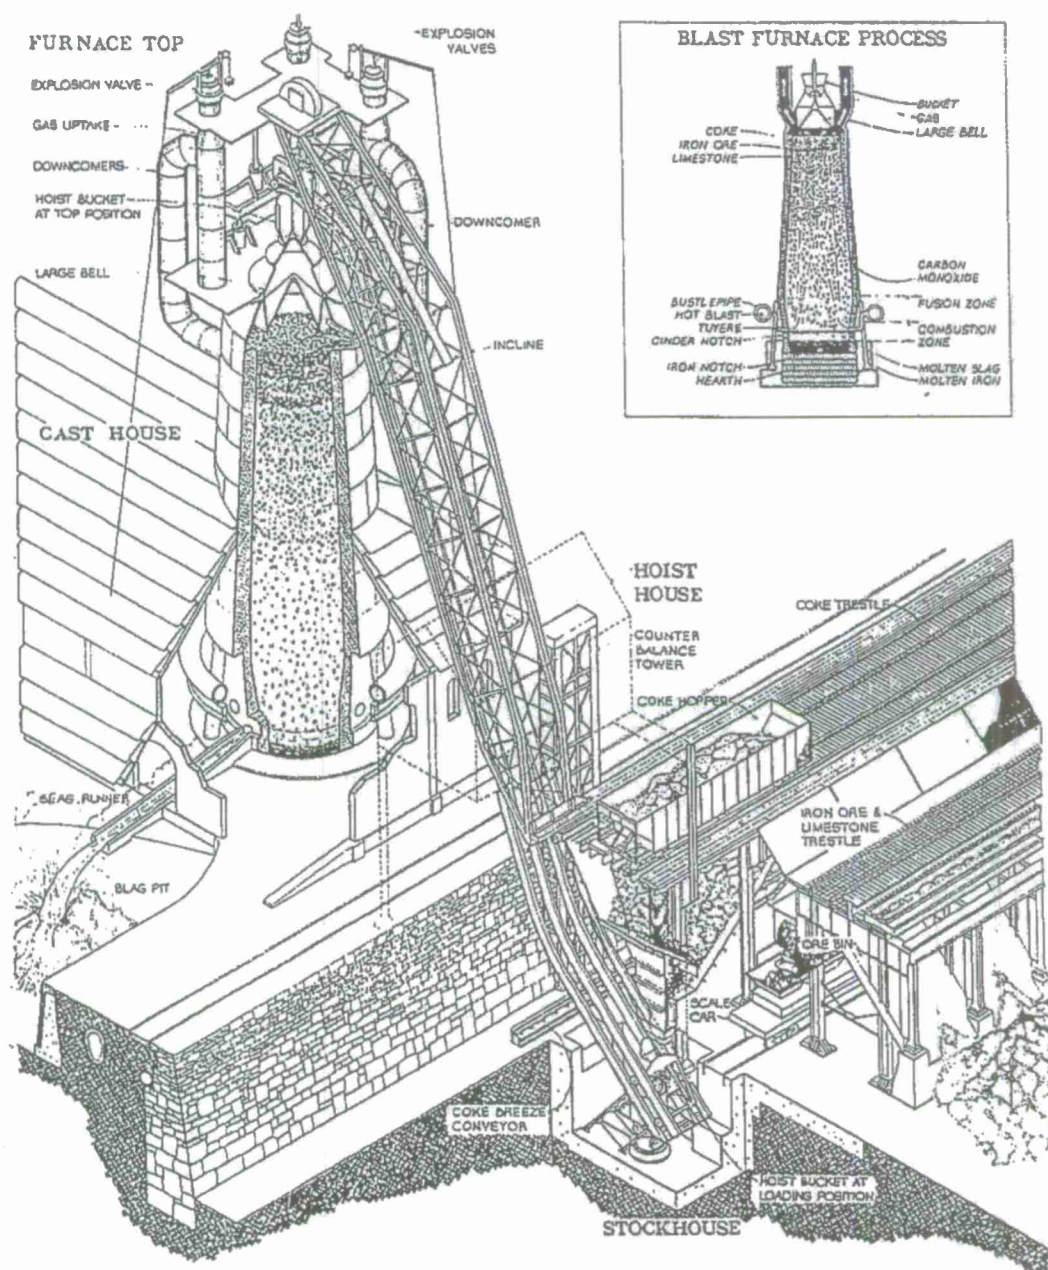 FURNACE TOP
EXPLOSION VALVE
GAS UPTAKE
DOWNCOMERS
HOIST BUCKET
AT TOP POSITION
LARGE BELL
EXPLOSION
VALVES
DOWNCOMER
INCLINE
CAST HOUSE
BLAST FURNACE PROCESS
BUCKET
GAS
LARGE BELL
COKE
IRON ORE
LIMESTONE
CARBON
MONOXIDE
FUSION ZONE
COMBUSTION
ZONE
BUSTLEPIPE
HOT BLAST
TUYERE
CINDER NOTCH
IRON NOTCH
HEARTH
MOLTEN SLAG
MOLTEN IRON
HOIST
HOUSE
COUNTER
BALANCE
TOWER
COKE HOPPER
COKE TRESTLE
IRON ORE &
LIMESTONE
TRESTLE
ORE BIN
SCALE
CAR
SLAG RUNNER
SLAG PIT
COKE BREEZE
CONVEYOR
HOIST BUCKET AT
LOADING POSITION
STOCKHOUSE